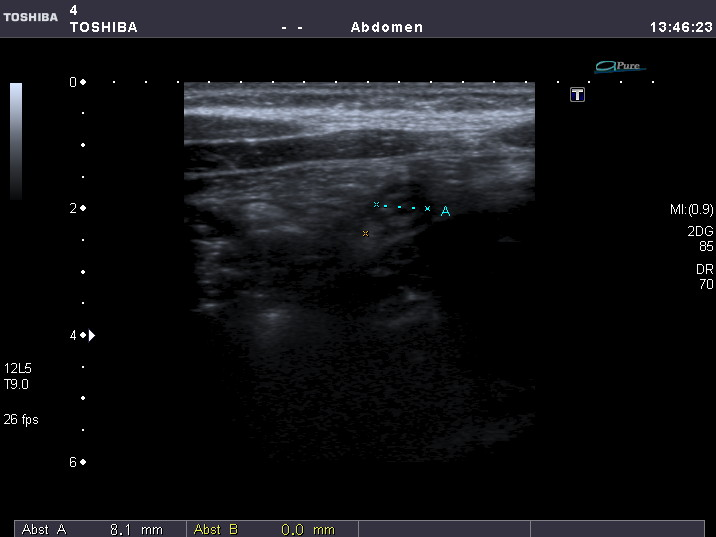 TOSHIBA
4
TOSHIBA - - Abdomen 13:46:23
aPure
0
T
2
A
MI:(0.9)
2DG
85
DR
70
4
12L5
T9.0
26 fps
6
Abst A 8.1 mm Abst B 0.0 mm